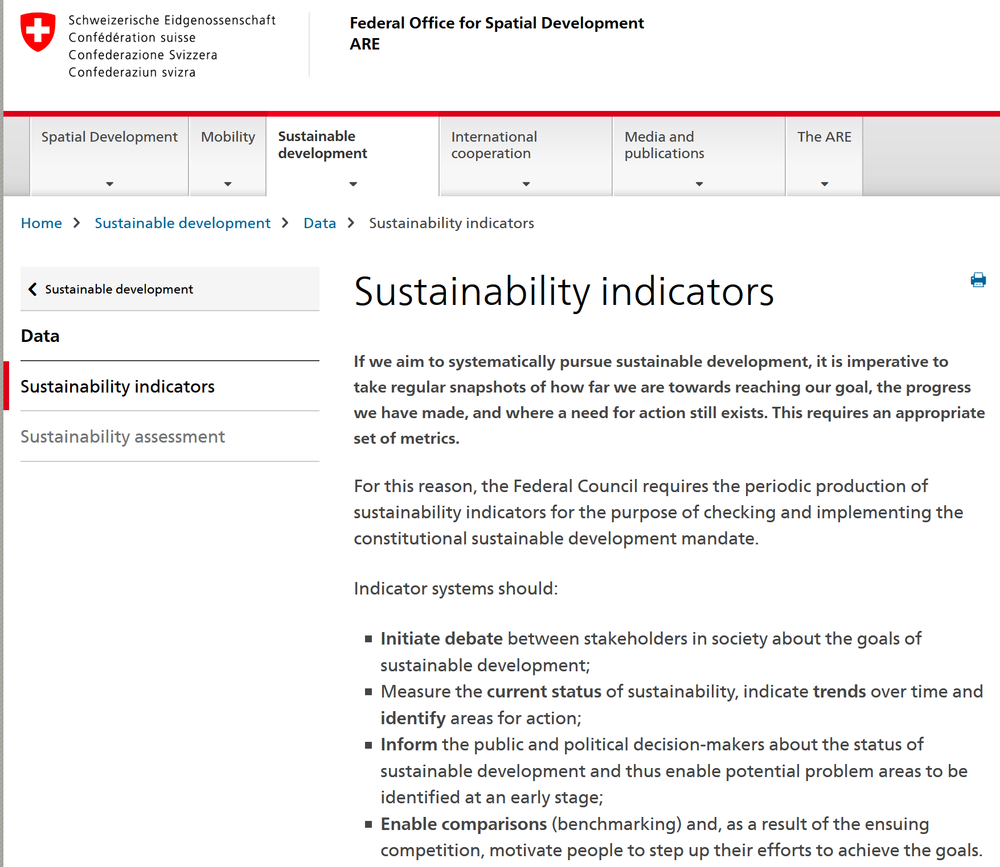 Schweizerische Eidgenossenschaft
Confédération suisse
Confederazione Svizzera
Confederaziun svizra
Federal Office for Spatial Development
ARE
Spatial Development
Mobility
Sustainable
development
International
cooperation
Media and
publications
The ARE
Home > Sustainable development > Data > Sustainability indicators
Sustainable development
Data
Sustainability indicators
Sustainability assessment
Sustainability indicators
If we aim to systematically pursue sustainable development, it is imperative to
take regular snapshots of how far we are towards reaching our goal, the progress
we have made, and where a need for action still exists. This requires an appropriate
set of metrics.
For this reason, the Federal Council requires the periodic production of
sustainability indicators for the purpose of checking and implementing the
constitutional sustainable development mandate.
Indicator systems should:
Initiate debate between stakeholders in society about the goals of
sustainable development;
Measure the current status of sustainability, indicate trends over time and
identify areas for action;
Inform the public and political decision-makers about the status of
sustainable development and thus enable potential problem areas to be
identified at an early stage;
Enable comparisons (benchmarking) and, as a result of the ensuing
competition, motivate people to step up their efforts to achieve the goals.